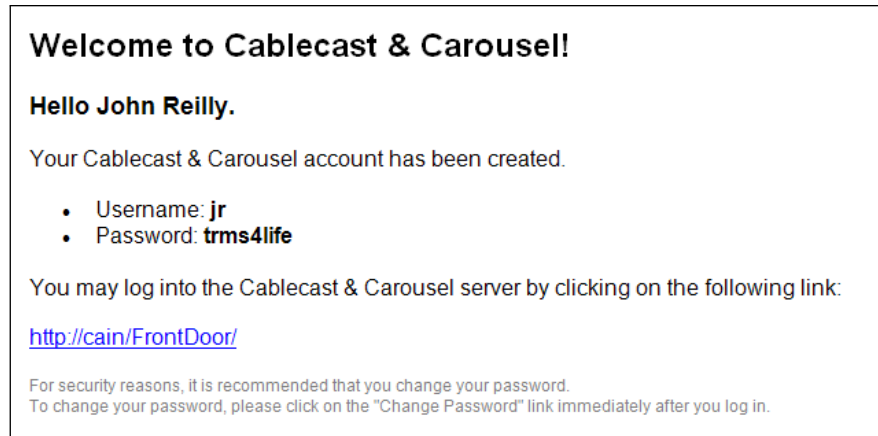 Welcome to Cablecast & Carousel!
Hello John Reilly.
Your Cablecast & Carousel account has been created.
• Username: jr
• Password: trms4life
You may log into the Cablecast & Carousel server by clicking on the following link:
http://cain/FrontDoor/
For security reasons, it is recommended that you change your password.
To change your password, please click on the "Change Password" link immediately after you log in.